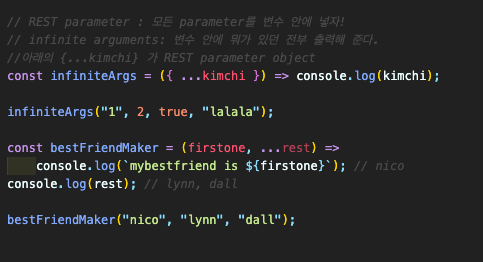 // REST parameter : 모든 parameter를 변수 안에 넣자!
// infinite arguments: 변수 안에 뭐가 있던 전부 출력해 준다.
//아래의 {...kimchi} 가 REST parameter object
const infiniteArgs = ({ ...kimchi }) => console.log(kimchi);
infiniteArgs("1", 2, true, "lalala");
const bestFriendMaker = (firstone, ...rest) =>
console.log(`mybestfriend is ${firstone}`); // nico
console.log(rest); // lynn, dall
bestFriendMaker("nico", "lynn", "dall");